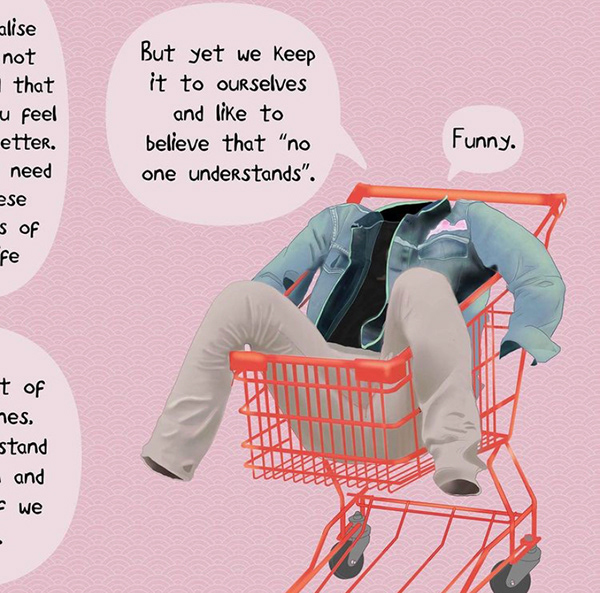 alise
not
that
u feel
etter.
need
ese
s of
fe
But yet we keep
it to ourselves
and like to
believe that "no
one understands".
Funny.
t of
nes.
stand
and
we